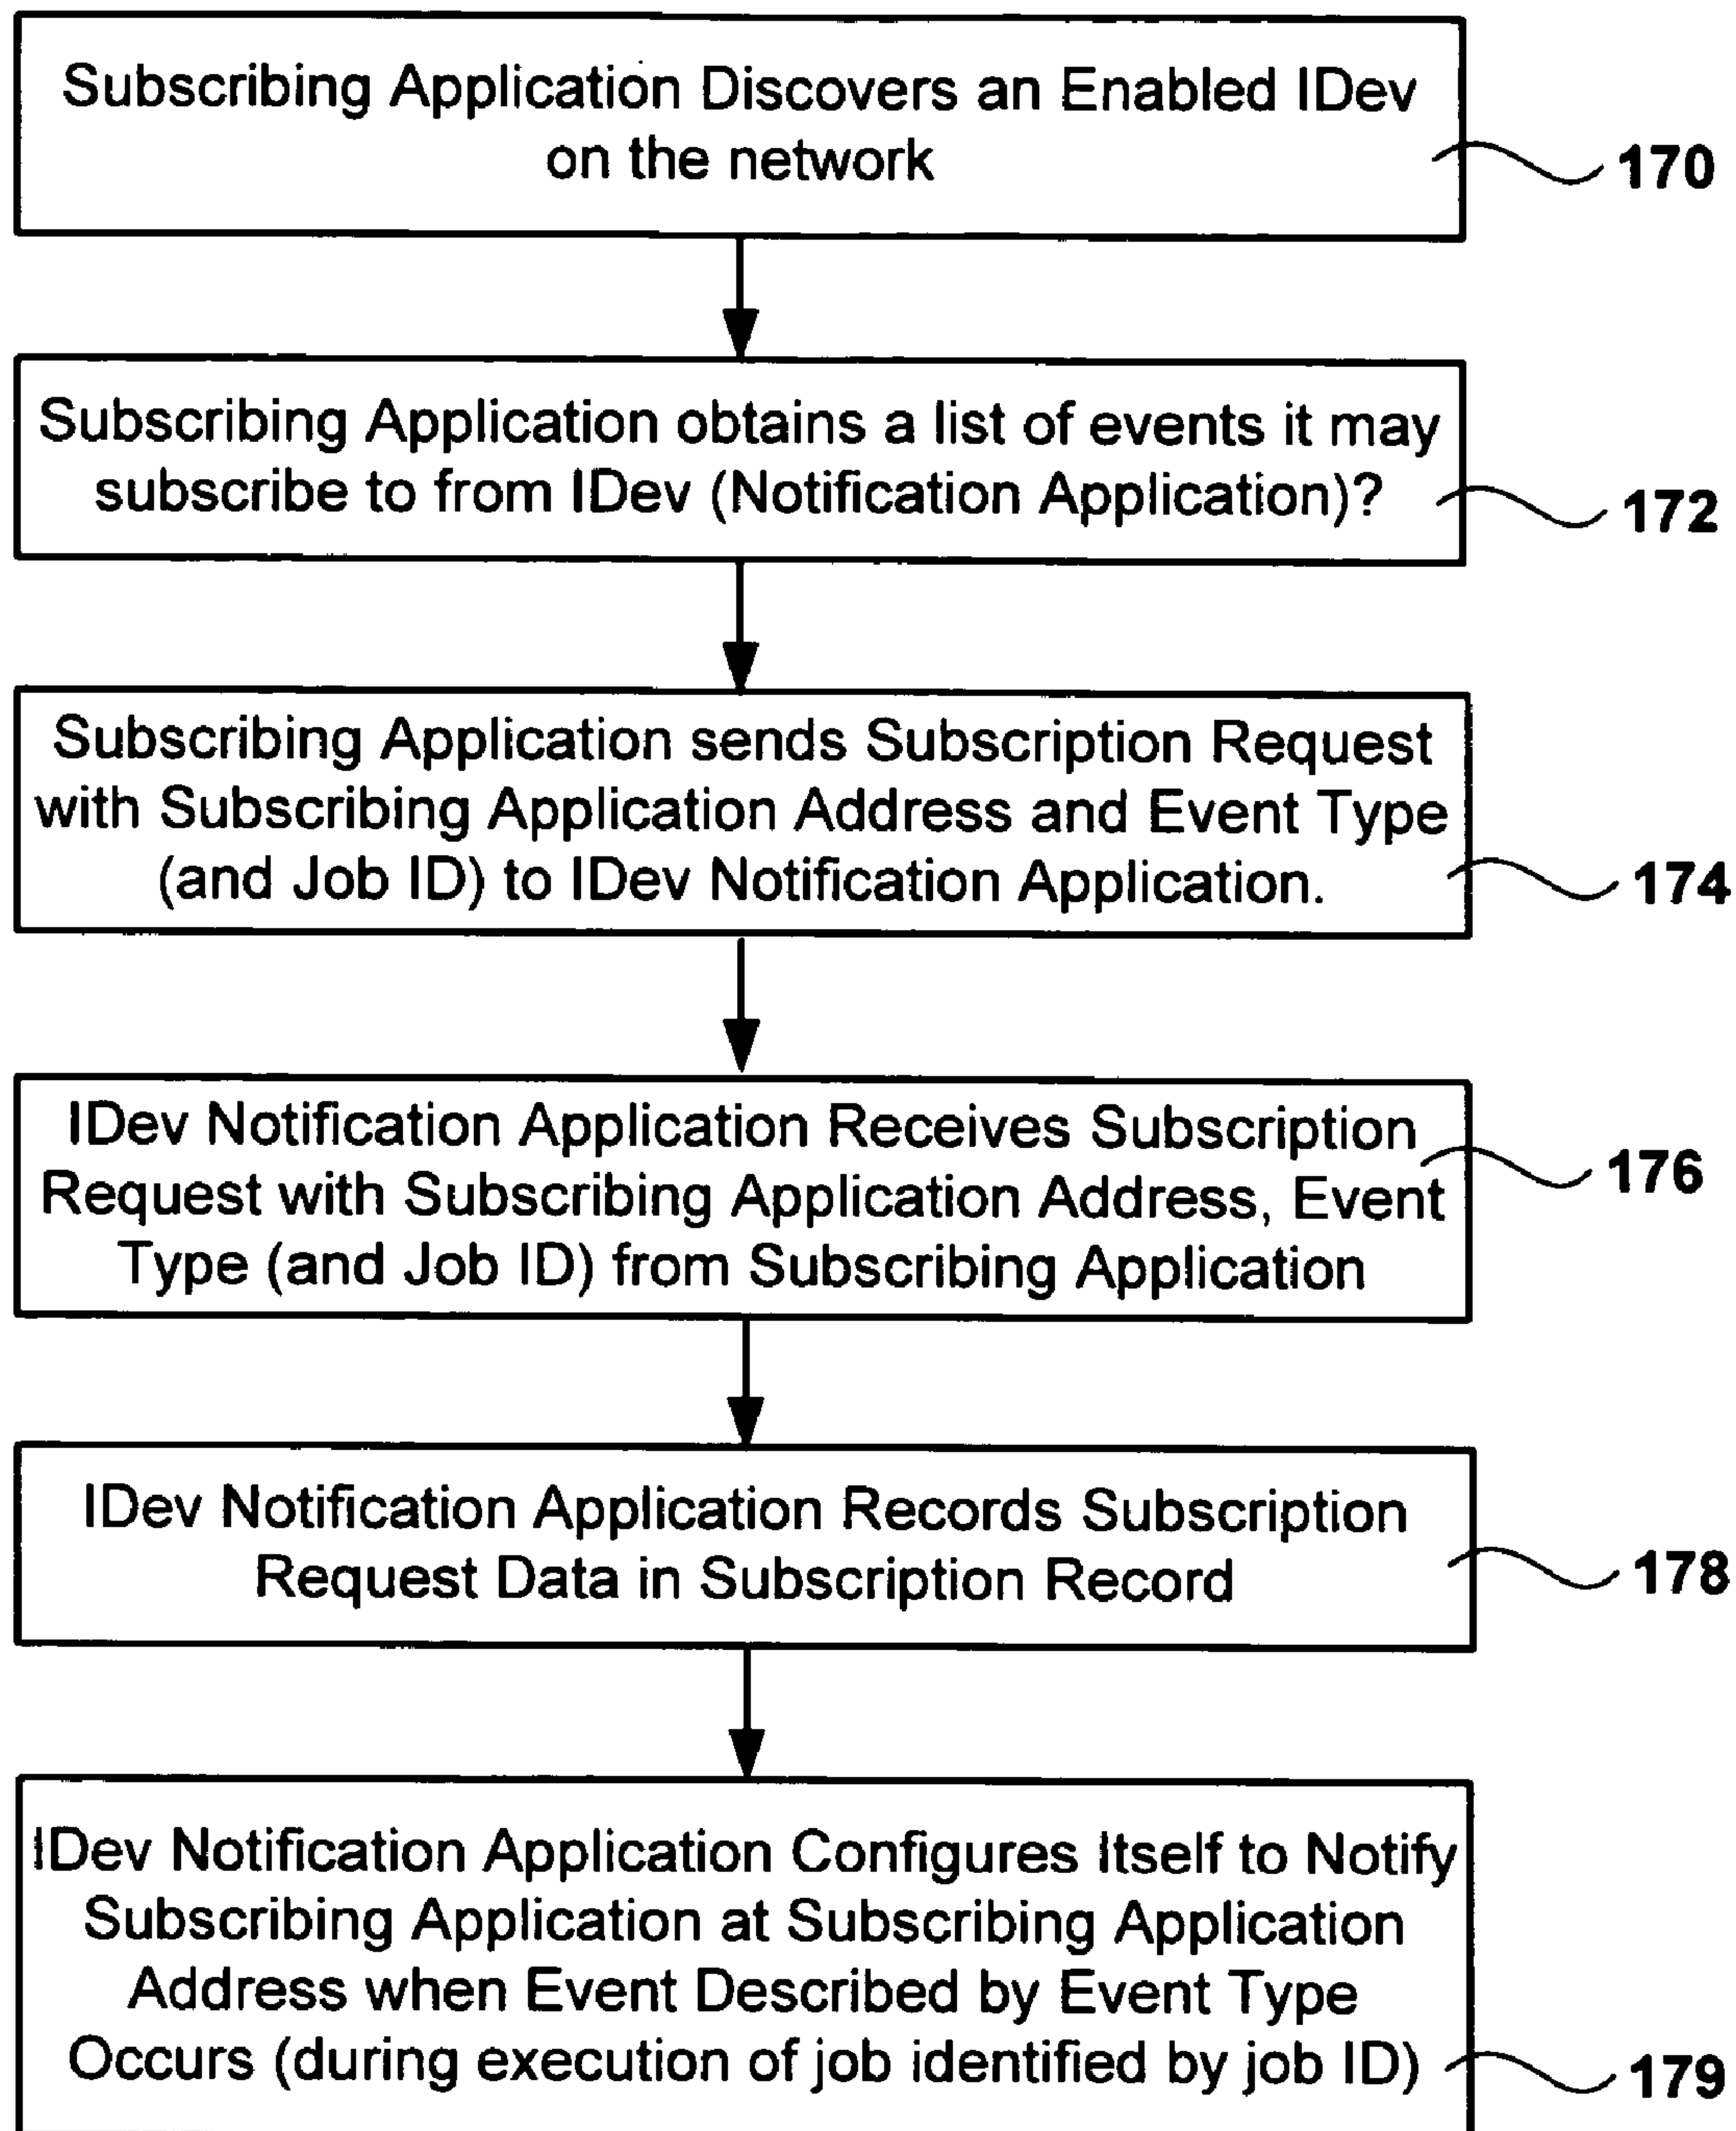 Subscribing Application Discovers an Enabled IDev
on the network
170
Subscribing Application obtains a list of events it may
subscribe to from IDev (Notification Application)?
172
Subscribing Application sends Subscription Request
with Subscribing Application Address and Event Type
(and Job ID) to IDev Notification Application.
174
IDev Notification Application Receives Subscription
Request with Subscribing Application Address, Event
Type (and Job ID) from Subscribing Application
176
IDev Notification Application Records Subscription
Request Data in Subscription Record
178
IDev Notification Application Configures Itself to Notify
Subscribing Application at Subscribing Application
Address when Event Described by Event Type
Occurs (during execution of job identified by job ID)
179